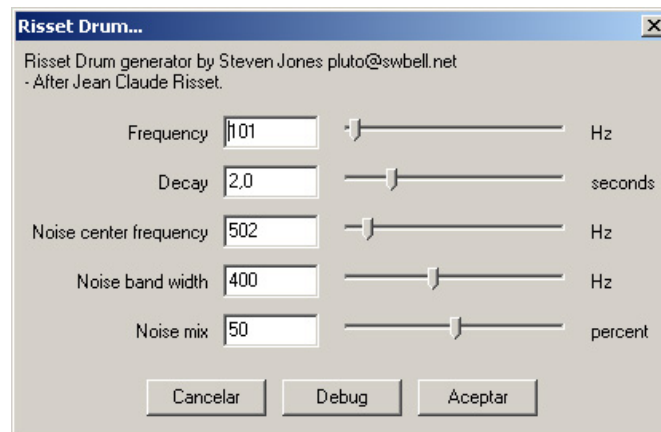 Risset Drum...
Risset Drum generator by Steven Jones pluto@swbell.net
- After Jean Claude Risset.
Frequency 101 Hz
Decay 2,0 seconds
Noise center frequency 502 Hz
Noise band width 400 Hz
Noise mix 50 percent
Cancelar Debug Aceptar